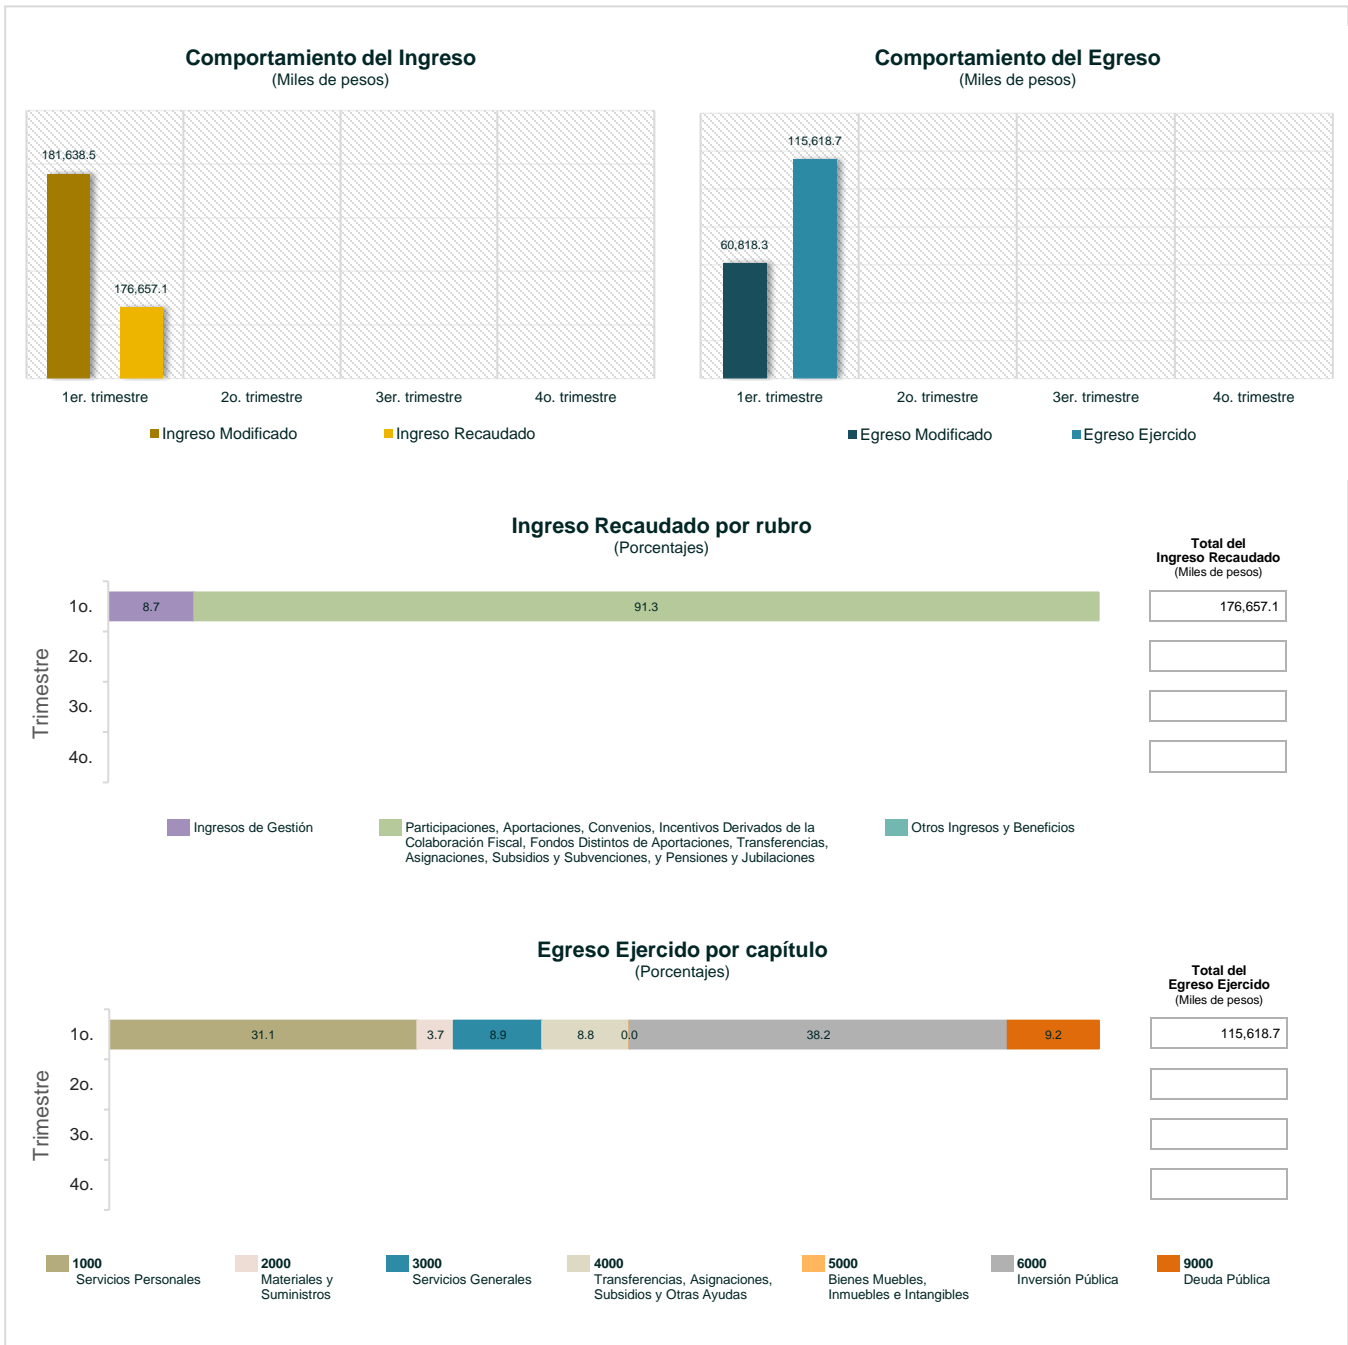 Comportamiento del Ingreso
(Miles de pesos)
181,638.5
176,657.1
1er. trimestre
2o. trimestre
3er. trimestre
4o. trimestre
Ingreso Modificado
Ingreso Recaudado
Comportamiento del Egreso
(Miles de pesos)
115,618.7
60,818.3
1er. trimestre
2o. trimestre
3er. trimestre
4o. trimestre
Egreso Modificado
Egreso Ejercido
Ingreso Recaudado por rubro
(Porcentajes)
Total del
Ingreso Recaudado
(Miles de pesos)
Trimestre
1o.
8.7
91.3
176,657.1
2o.
3o.
4o.
Ingresos de Gestión
Participaciones, Aportaciones, Convenios, Incentivos Derivados de la
Colaboración Fiscal, Fondos Distintos de Aportaciones, Transferencias,
Asignaciones, Subsidios y Subvenciones, y Pensiones y Jubilaciones
Otros Ingresos y Beneficios
Egreso Ejercido por capítulo
(Porcentajes)
Total del
Egreso Ejercido
(Miles de pesos)
Trimestre
1o.
31.1
3.7
8.9
8.8
0.0
38.2
9.2
115,618.7
2o.
3o.
4o.
1000
Servicios Personales
2000
Materiales y
Suministros
3000
Servicios Generales
4000
Transferencias, Asignaciones,
Subsidios y Otras Ayudas
5000
Bienes Muebles,
Inmuebles e Intangibles
6000
Inversión Pública
9000
Deuda Pública